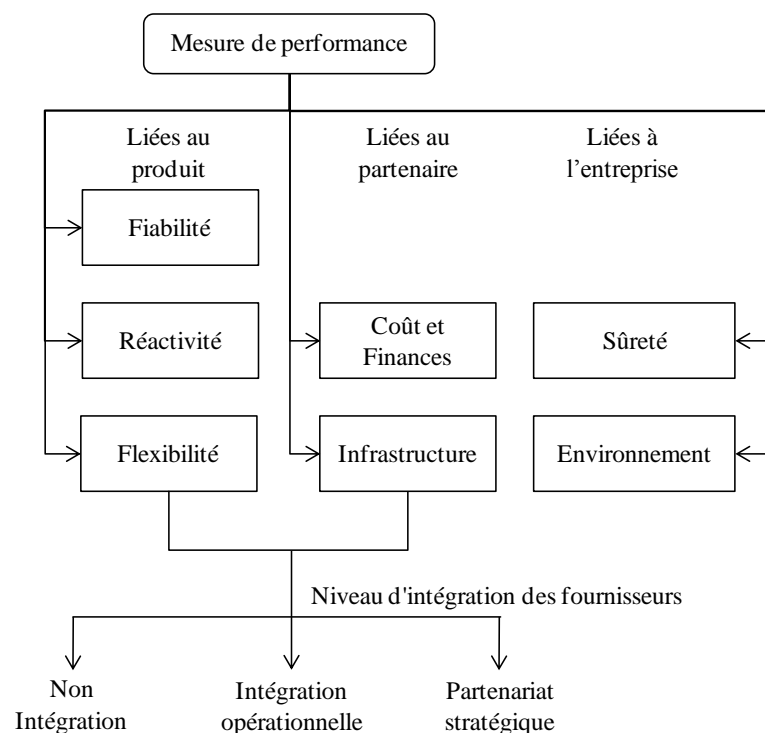 Mesure de performance
Liées au
produit
Liées au
partenaire
Liées à
l’entreprise
Fiabilité
Réactivité
Coût et
Finances
Sûreté
Flexibilité
Infrastructure
Environnement
Niveau d'intégration des fournisseurs
Non
Intégration
Intégration
opérationnelle
Partenariat
stratégique